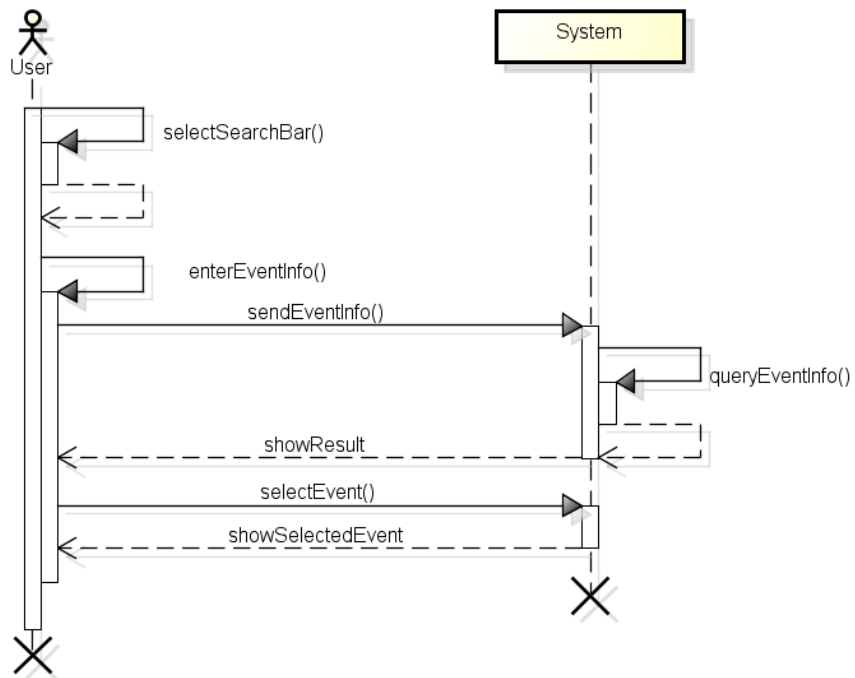 User
System
selectSearchBar()
enterEventInfo()
sendEventInfo()
queryEventInfo()
showResult
selectEvent()
showSelectedEvent